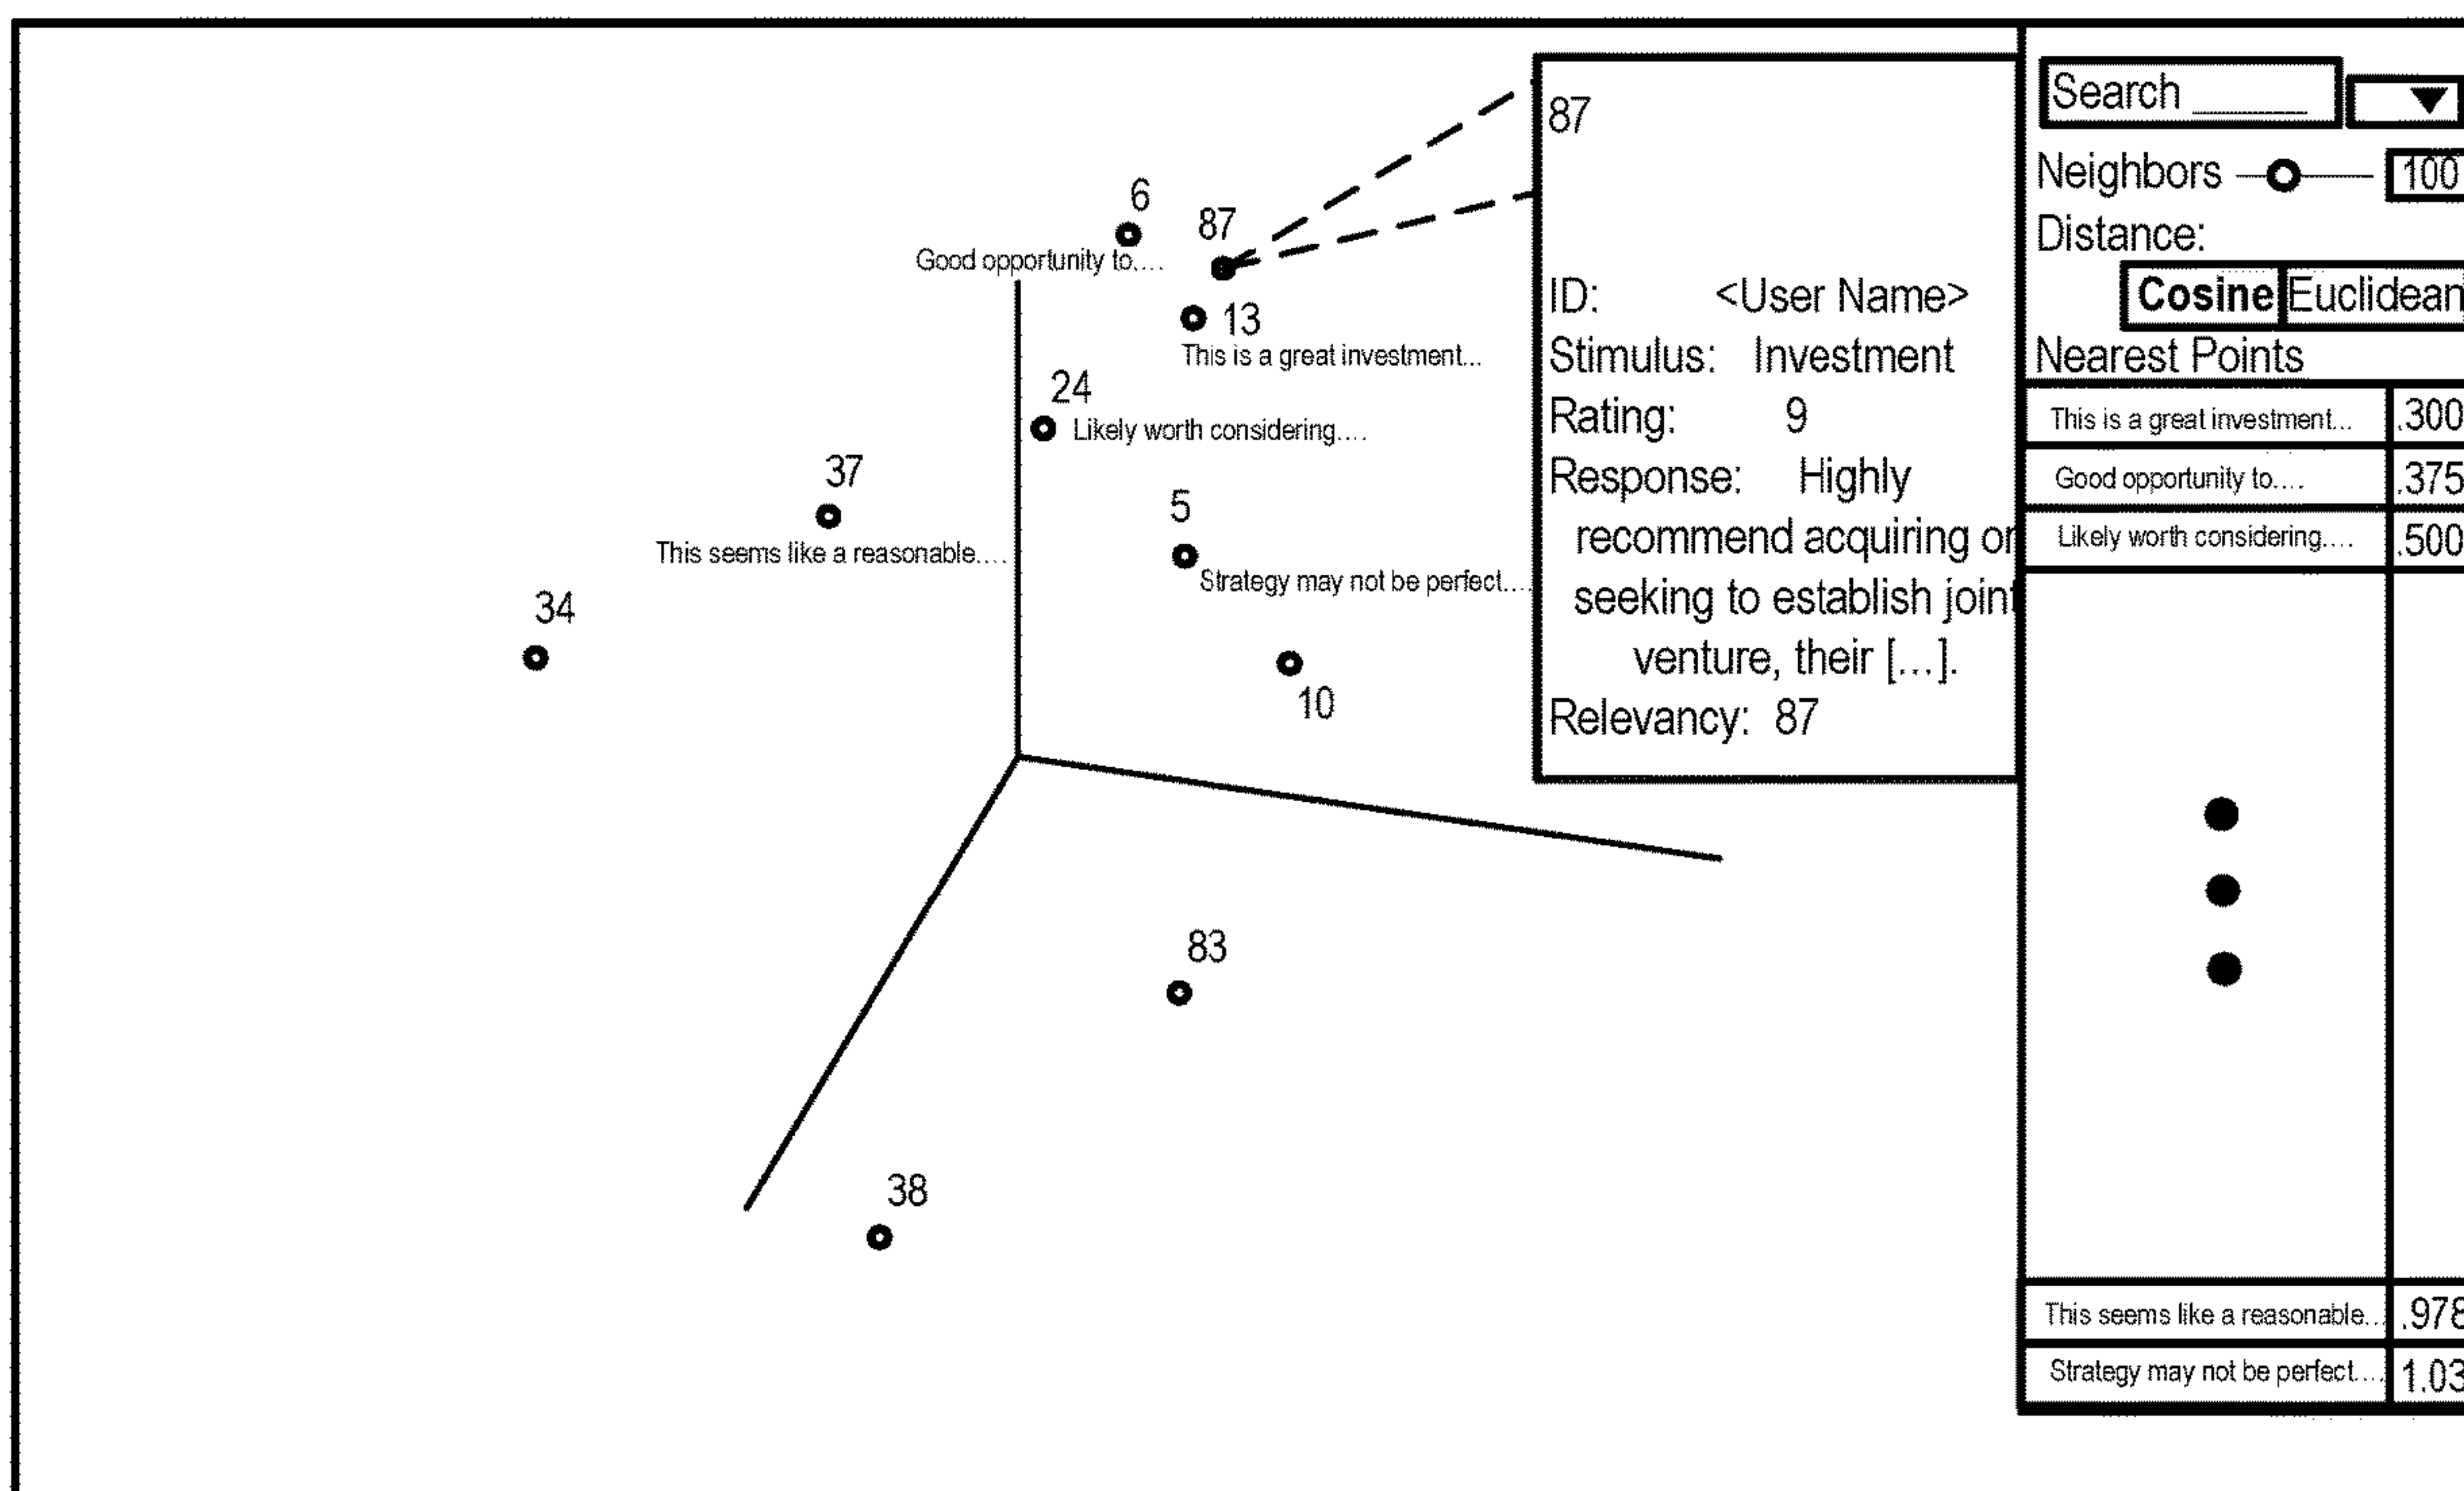 6
87
Good opportunity to....
13
This is a great investment...
24
Likely worth considering....
37
This seems like a reasonable....
5
Strategy may not be perfect....
34
10
83
38
87
ID: <User Name>
Stimulus: Investment
Rating: 9
Response: Highly
recommend acquiring or
seeking to establish joint
venture, their [...].
Relevancy: 87
Search ______
Neighbors 100
Distance:
Cosine Euclidean
Nearest Points
This is a great investment... .300
Good opportunity to.... .375
Likely worth considering.... .500
This seems like a reasonable... .978
Strategy may not be perfect.... 1.03